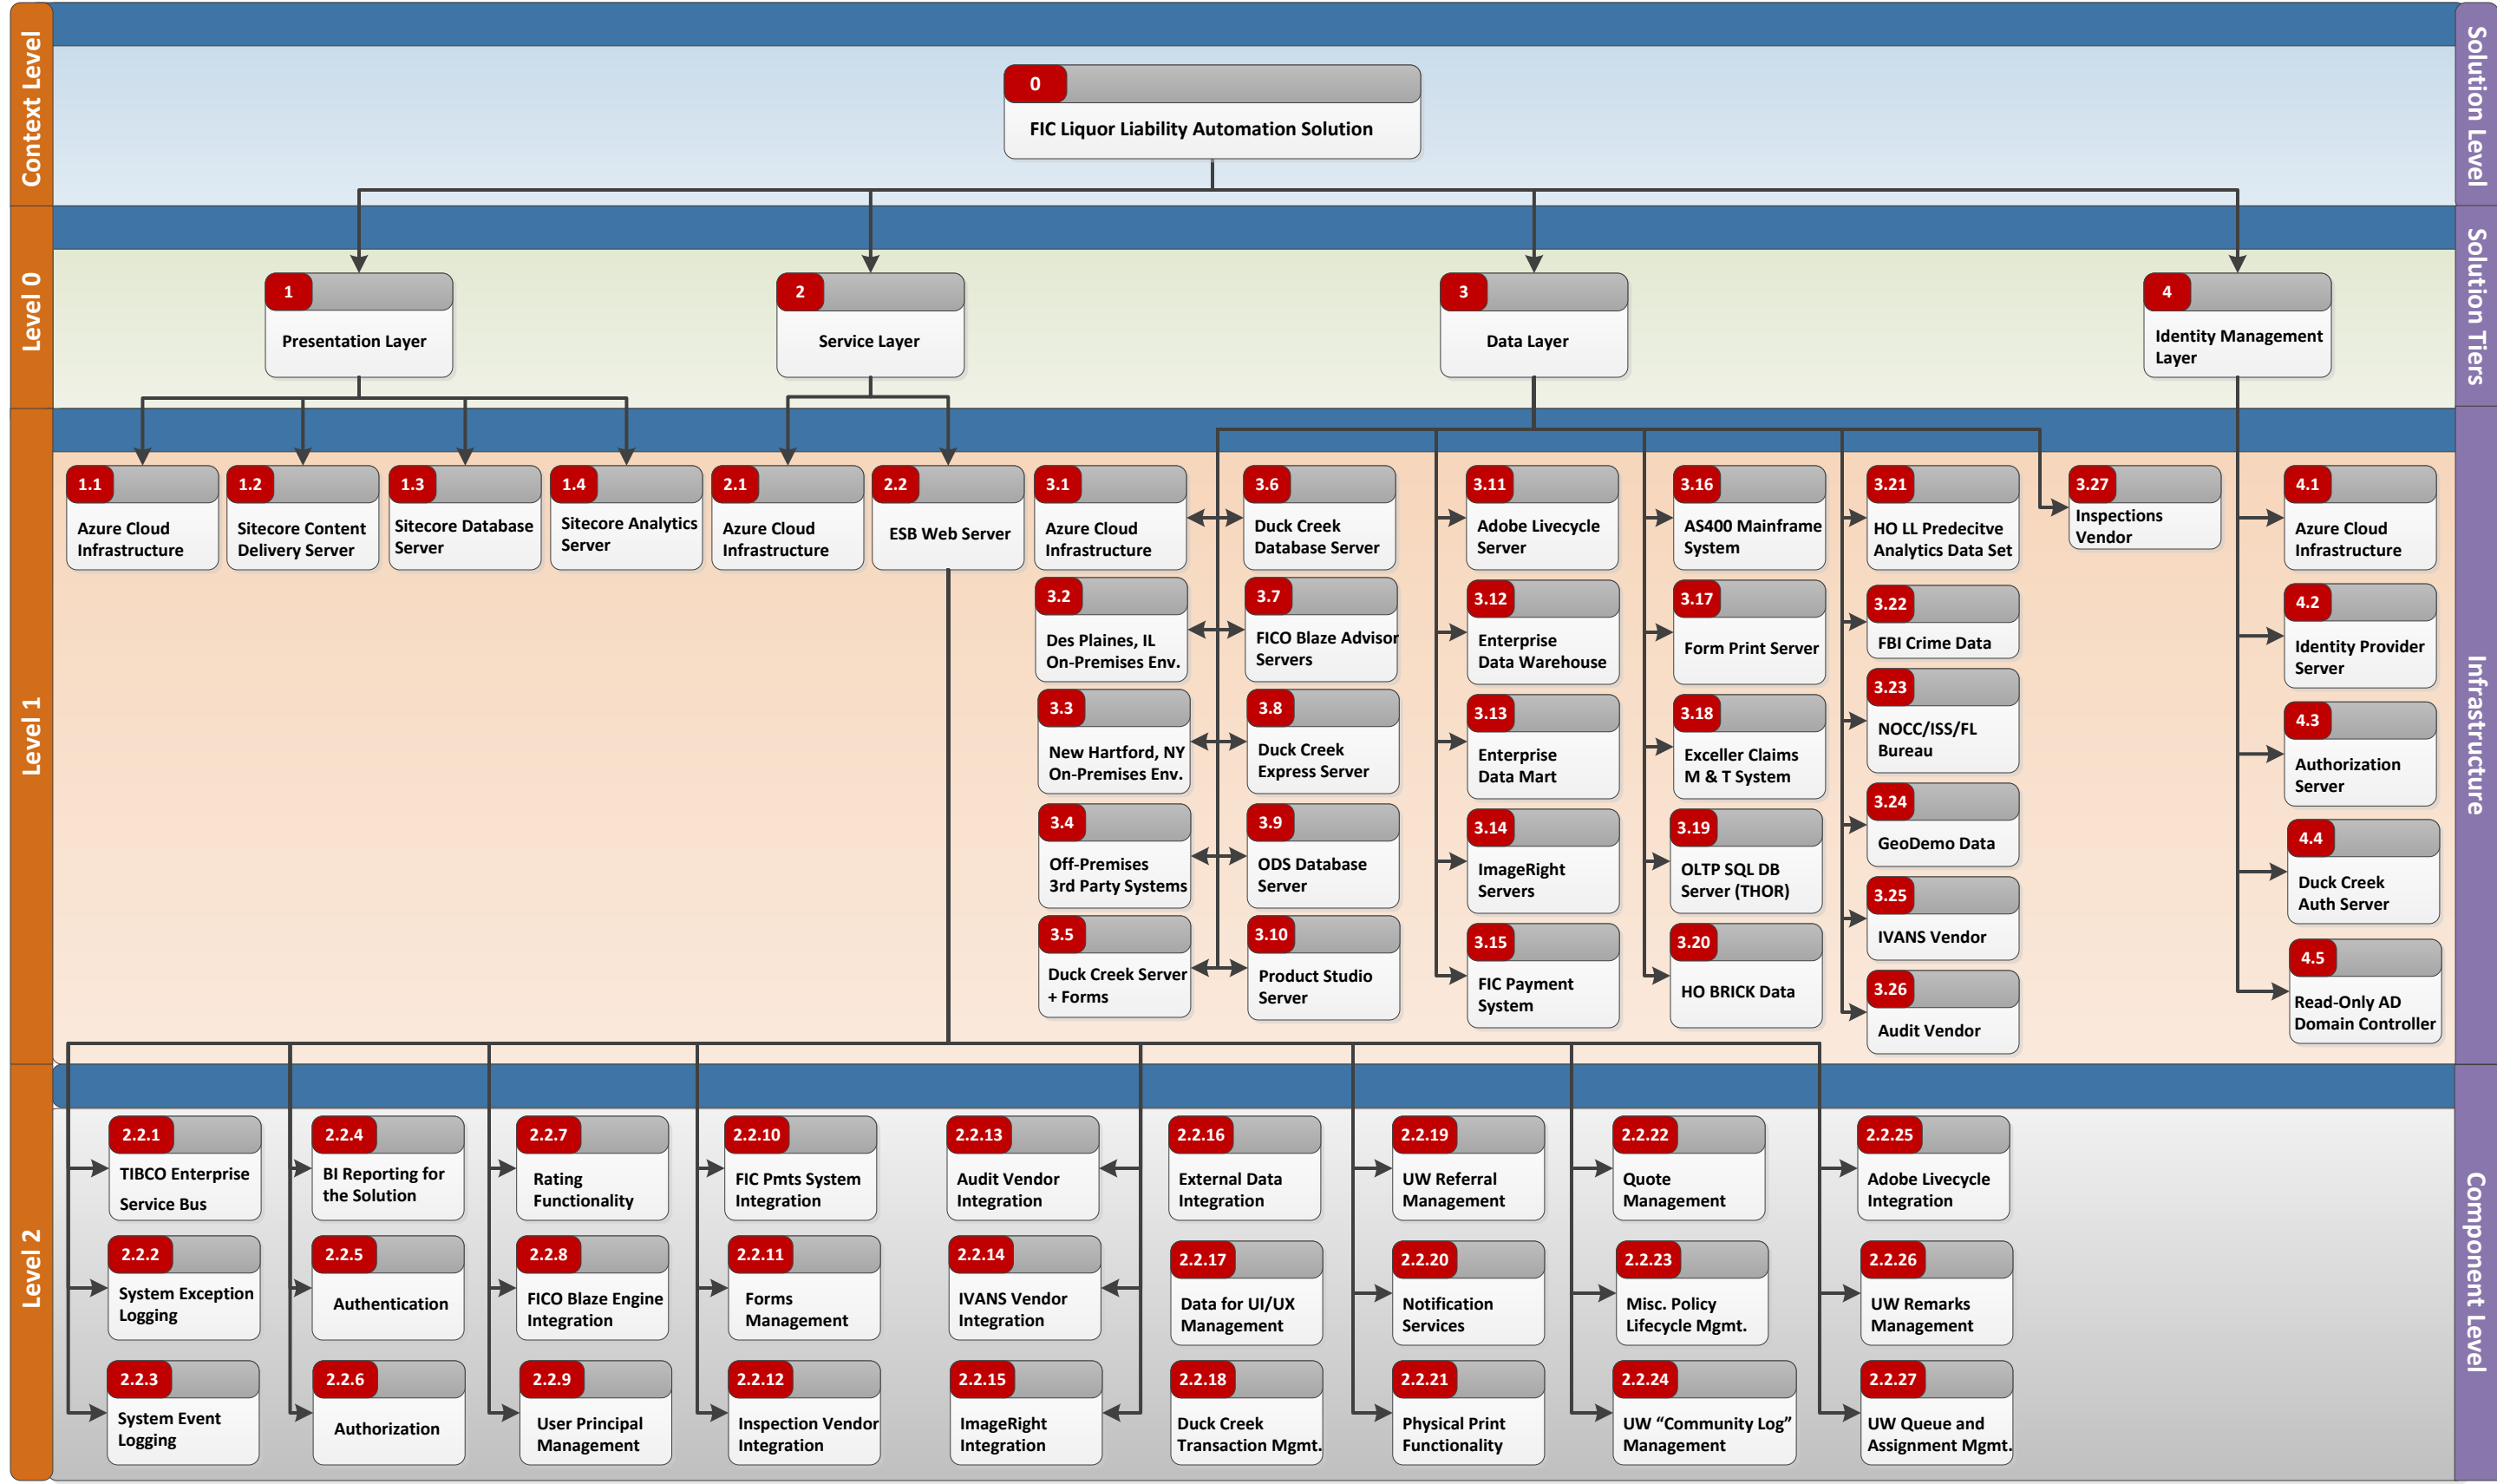 Context Level
Solution Level
0
FIC Liquor Liability Automation Solution
Level 0
Solution Tiers
1
Presentation Layer
2
Service Layer
3
Data Layer
4
Identity Management
Layer
Level 1
Infrastructure
1.1
Azure Cloud
Infrastructure
1.2
Sitecore Content
Delivery Server
1.3
Sitecore Database
Server
1.4
Sitecore Analytics
Server
2.1
Azure Cloud
Infrastructure
2.2
ESB Web Server
3.1
Azure Cloud
Infrastructure
3.2
Des Plaines, IL
On-Premises Env.
3.3
New Hartford, NY
On-Premises Env.
3.4
Off-Premises
3rd Party Systems
3.5
Duck Creek Server
+ Forms
3.6
Duck Creek
Database Server
3.7
FICO Blaze Advisor
Servers
3.8
Duck Creek
Express Server
3.9
ODS Database
Server
3.10
Product Studio
Server
3.11
Adobe Livecycle
Server
3.12
Enterprise
Data Warehouse
3.13
Enterprise
Data Mart
3.14
ImageRight
Servers
3.15
FIC Payment
System
3.16
AS400 Mainframe
System
3.17
Form Print Server
3.18
Exceller Claims
M & T System
3.19
OLTP SQL DB
Server (THOR)
3.20
HO BRICK Data
3.21
HO LL Predecitve
Analytics Data Set
3.22
FBI Crime Data
3.23
NOCC/ISS/FL
Bureau
3.24
GeoDemo Data
3.25
IVANS Vendor
3.26
Audit Vendor
3.27
Inspections
Vendor
4.1
Azure Cloud
Infrastructure
4.2
Identity Provider
Server
4.3
Authorization
Server
4.4
Duck Creek
Auth Server
4.5
Read-Only AD
Domain Controller
Level 2
Component Level
2.2.1
TIBCO Enterprise
Service Bus
2.2.2
System Exception
Logging
2.2.3
System Event
Logging
2.2.4
BI Reporting for
the Solution
2.2.5
Authentication
2.2.6
Authorization
2.2.7
Rating
Functionality
2.2.8
FICO Blaze Engine
Integration
2.2.9
User Principal
Management
2.2.10
FIC Pmts System
Integration
2.2.11
Forms
Management
2.2.12
Inspection Vendor
Integration
2.2.13
Audit Vendor
Integration
2.2.14
IVANS Vendor
Integration
2.2.15
ImageRight
Integration
2.2.16
External Data
Integration
2.2.17
Data for UI/UX
Management
2.2.18
Duck Creek
Transaction Mgmt.
2.2.19
UW Referral
Management
2.2.20
Notification
Services
2.2.21
Physical Print
Functionality
2.2.22
Quote
Management
2.2.23
Misc. Policy
Lifecycle Mgmt.
2.2.24
UW “Community Log”
Management
2.2.25
Adobe Livecycle
Integration
2.2.26
UW Remarks
Management
2.2.27
UW Queue and
Assignment Mgmt.